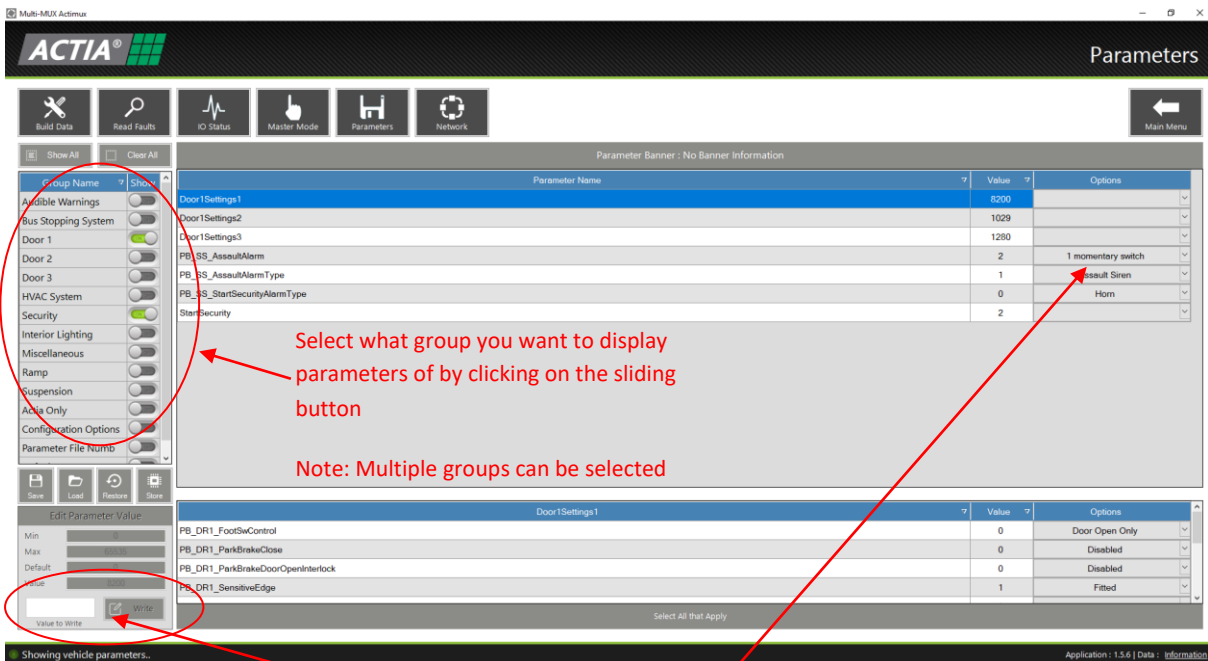 Multi-MUX Actimux
ACTIA®
Parameters
Build Data
Read Faults
IO Status
Master Mode
Parameters
Network
Main Menu
Show All
Clear All
Parameter Banner : No Banner Information
Group Name Show
Audible Warnings
Bus Stopping System
Door 1
Door 2
Door 3
HVAC System
Security
Interior Lighting
Miscellaneous
Ramp
Suspension
Actia Only
Configuration Options
Parameter File Numb
Parameter Name Value Options
Door1Settings1 8200
Door1Settings2 1029
Door1Settings3 1280
PB_SS_AssaultAlarm 2 1 momentary switch
PB_SS_AssaultAlarmType 1 Assault Siren
PB_SS_StartSecurityAlarmType 0 Horn
StartSecurity 2
Select what group you want to display
parameters of by clicking on the sliding
button
Note: Multiple groups can be selected
Save
Load
Restore
Store
Edit Parameter Value
Min 0
Max 65535
Default 0
Value 8200
Write
Value to Write
Door1Settings1 Value Options
PB_DR1_FootSwControl 0 Door Open Only
PB_DR1_ParkBrakeClose 0 Disabled
PB_DR1_ParkBrakeDoorOpenInterlock 0 Disabled
PB_DR1_SensitiveEdge 1 Fitted
Select All that Apply
Showing vehicle parameters..
Application : 1.5.6 | Data : Information